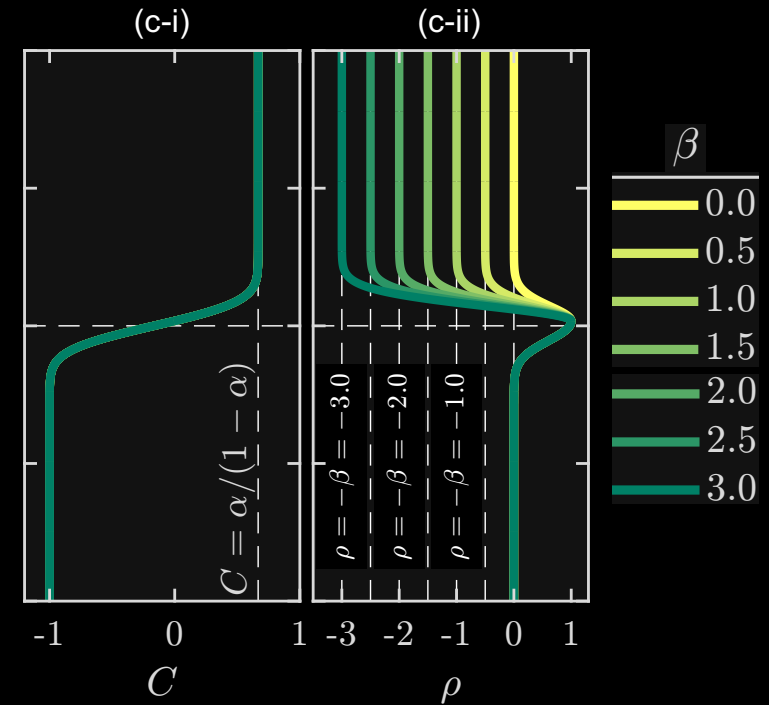 (c-i)
(c-ii)
β
0.0
0.5
1.0
1.5
2.0
2.5
3.0
C = α/(1 − α)
ρ = −β = −3.0
ρ = −β = −2.0
ρ = −β = −1.0
-1 0 1
-3 -2 -1 0 1
C
ρ